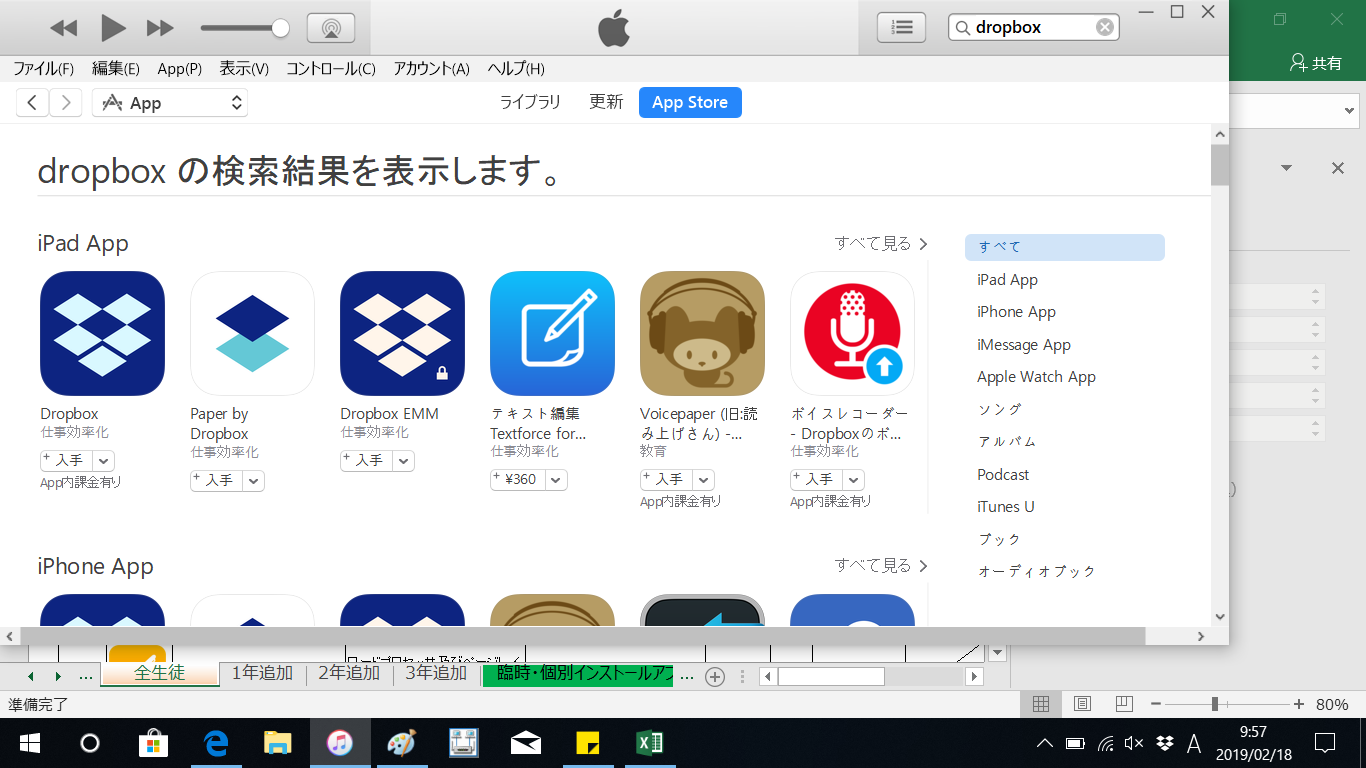 dropbox
ファイル(F) 編集(E) App(P) 表示(V) コントロール(C) アカウント(A) ヘルプ(H)
共有
App
ライブラリ 更新 App Store
dropbox の検索結果を表示します。
iPad App
すべて見る
Dropbox
仕事効率化
+ 入手
App内課金有り
Paper by
Dropbox
仕事効率化
+ 入手
Dropbox EMM
仕事効率化
+ 入手
テキスト編集
Textforce for...
仕事効率化
+ ¥360
Voicepaper (旧:読
み上げさん) -...
教育
+ 入手
App内課金有り
ボイスレコーダー
- Dropboxのボ...
仕事効率化
+ 入手
App内課金有り
すべて
iPad App
iPhone App
iMessage App
Apple Watch App
ソング
アルバム
Podcast
iTunes U
ブック
オーディオブック
iPhone App
すべて見る
... 全生徒 1年追加 2年追加 3年追加 臨時・個別インストールアプ ...
準備完了
80%
A
9:57
2019/02/18